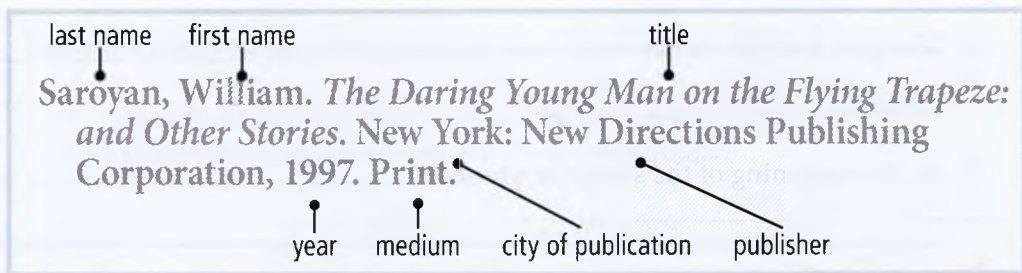 last name first name title
Saroyan, William. The Daring Young Man on the Flying Trapeze:
and Other Stories. New York: New Directions Publishing
Corporation, 1997. Print.
year medium city of publication publisher